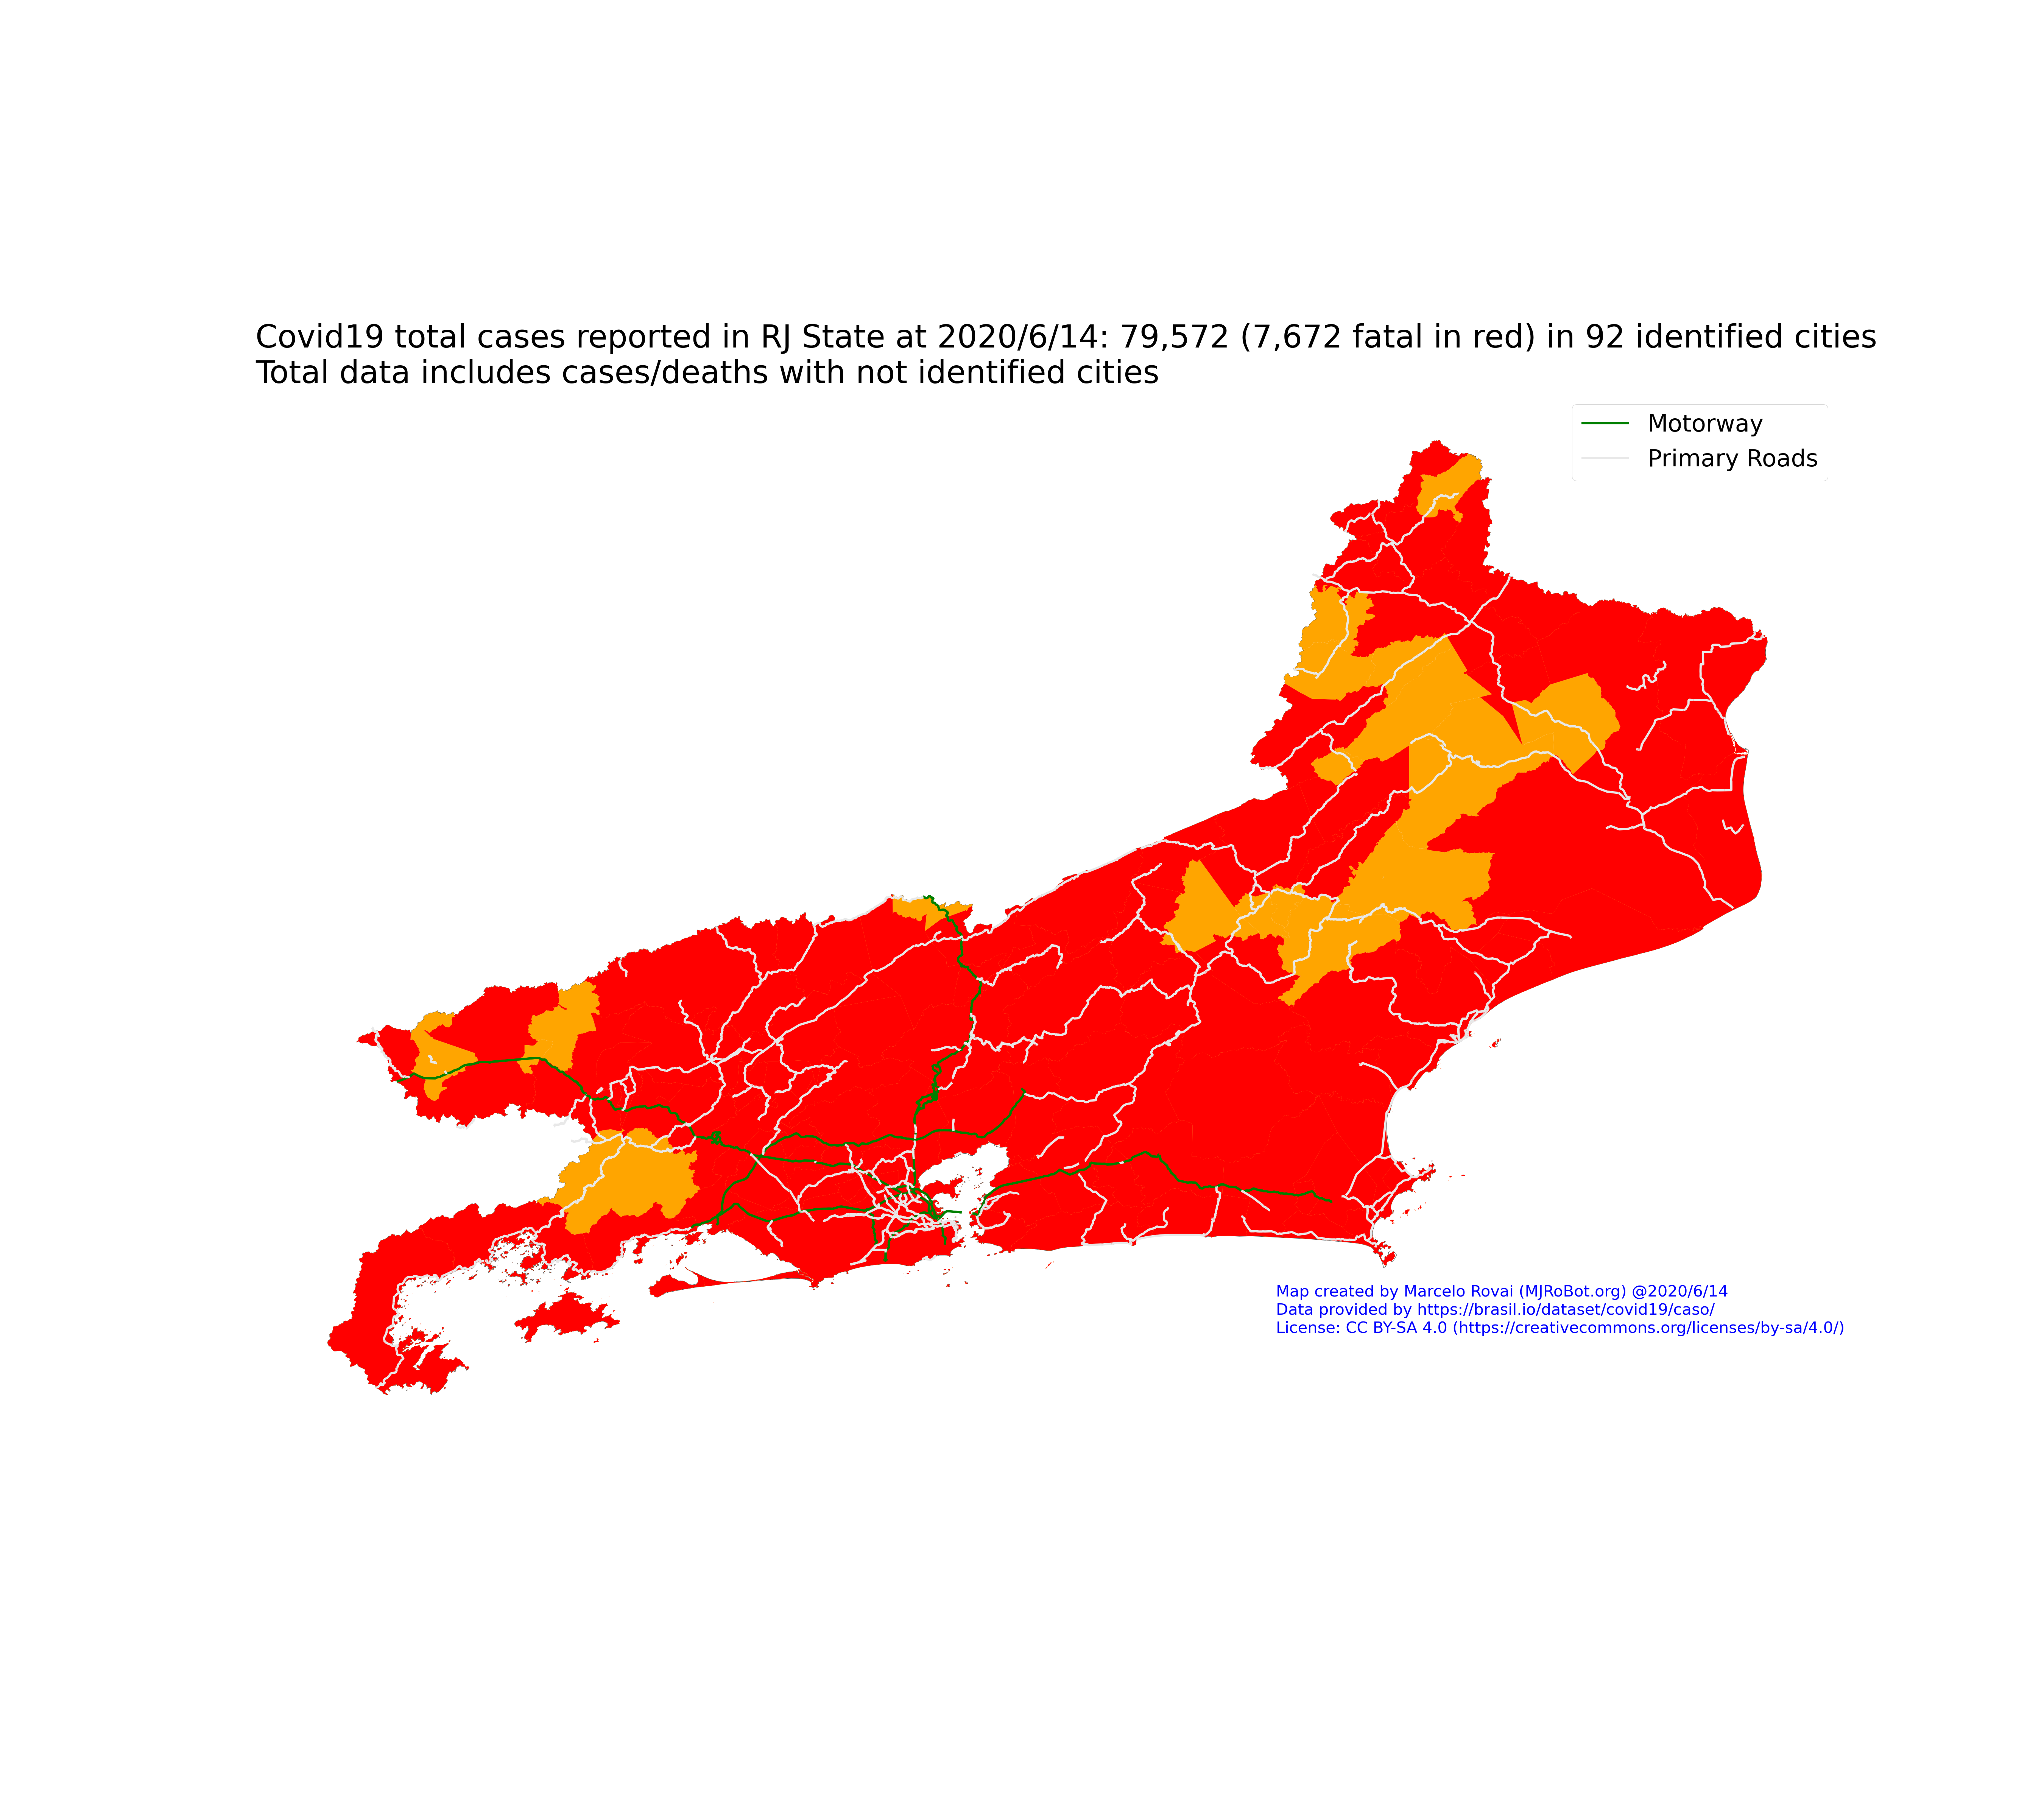 Covid19 total cases reported in RJ State at 2020/6/14: 79,572 (7,672 fatal in red) in 92 identified cities
Total data includes cases/deaths with not identified cities
Motorway
Primary Roads
Map created by Marcelo Rovai (MJRoBot.org) @2020/6/14
Data provided by https://brasil.io/dataset/covid19/caso/
License: CC BY-SA 4.0 (https://creativecommons.org/licenses/by-sa/4.0/)